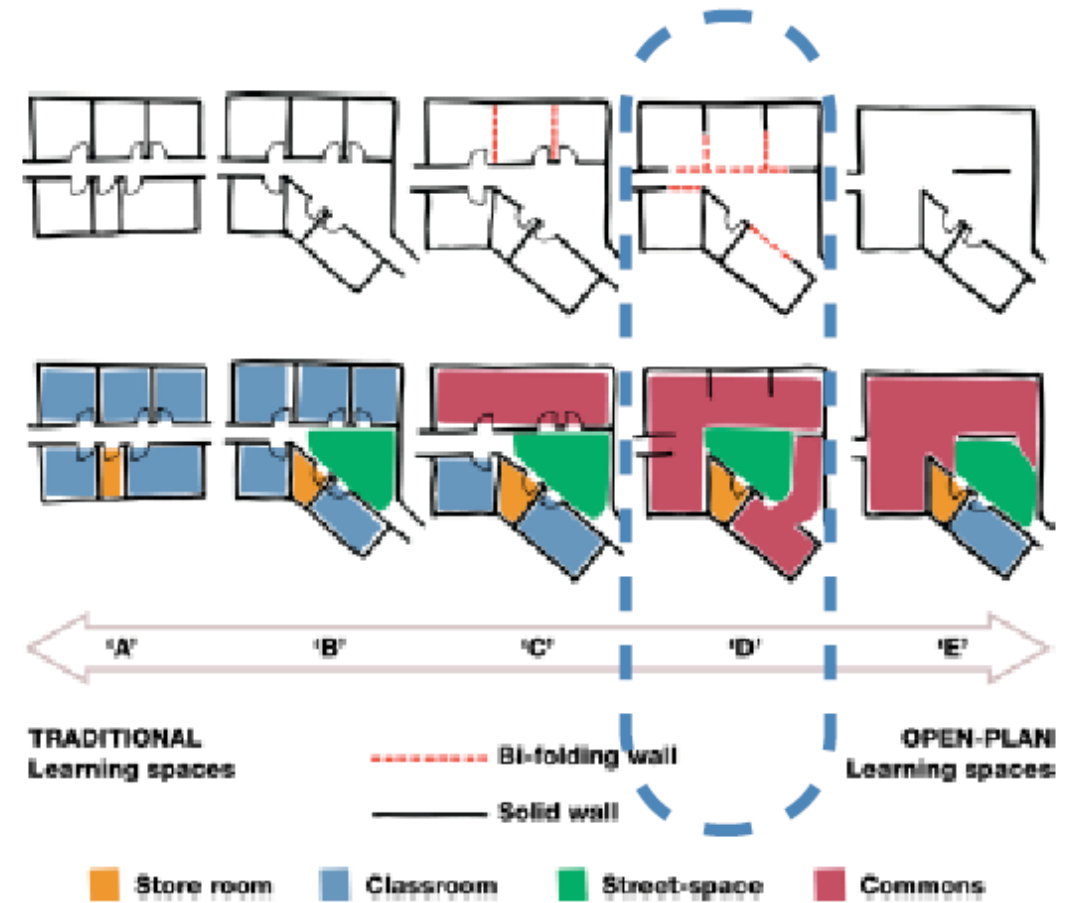 'A' 'B' 'C' 'D' 'E'
TRADITIONAL
Learning spaces
OPEN-PLAN
Learning spaces
Bi-folding wall
Solid wall
Store room Classroom Street-space Commons